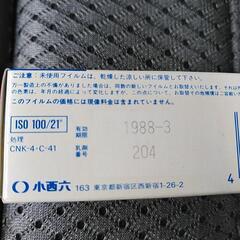 ご注意：未使用フイルムは、乾燥した涼しい所に保管して下さい。
このフイルムの価格には現像料金は含まれていません。
ISO 100/21°
処理
CNK-4・C-41
有効
期限
1988-3
乳剤
番号
204
小西六
163 東京都新宿区西新宿1-26-2
4